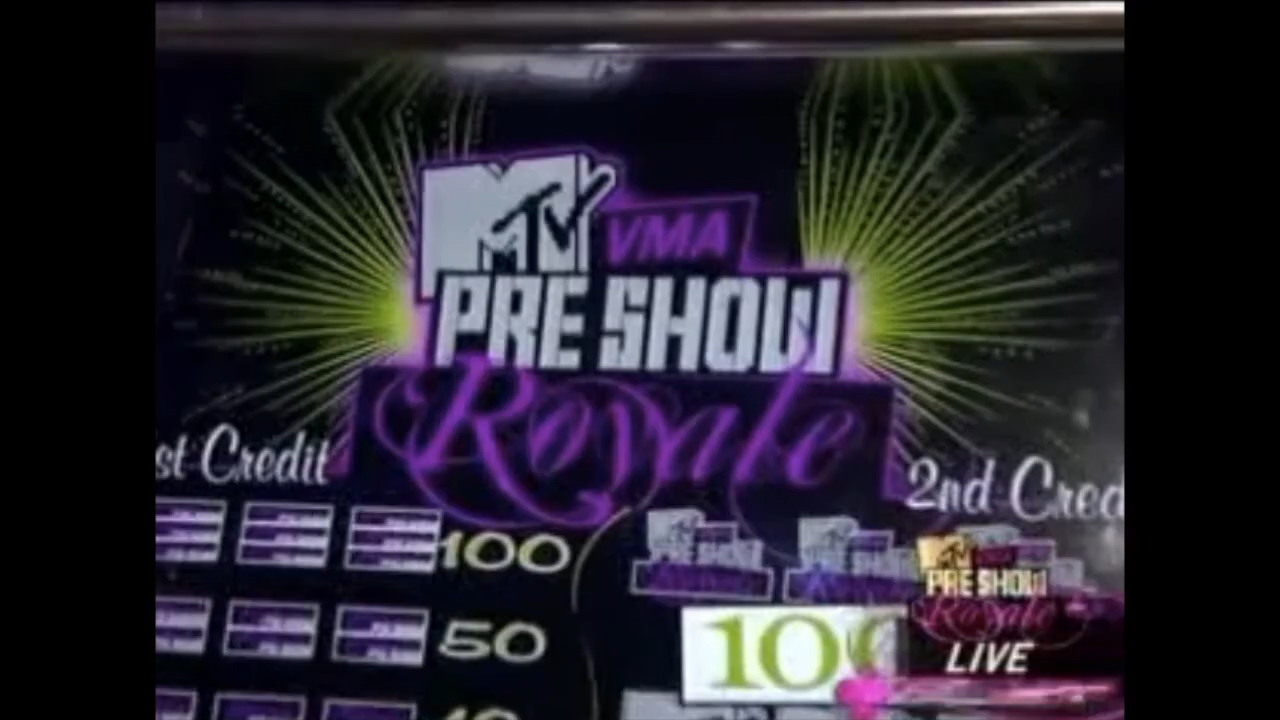 MTV VMA
PRE SHOW
Royale
st Credit
2nd Cred
100
50
10
MTV
PRE SHOW
Royale
LIVE